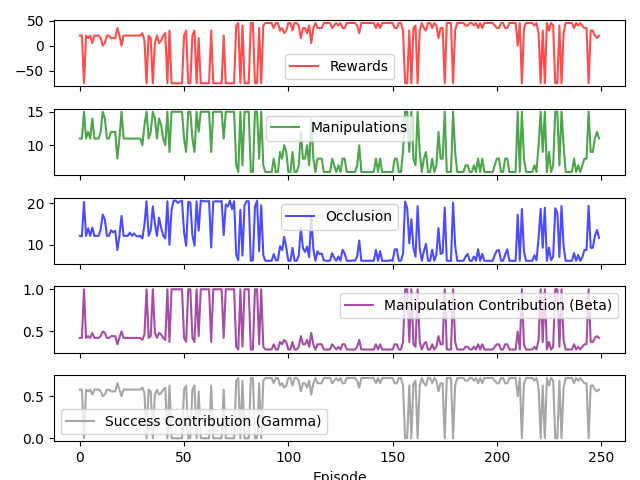 50
0
−50
Rewards
15
10
Manipulations
20
10
Occlusion
1.0
0.5
Manipulation Contribution (Beta)
0.5
0.0
Success Contribution (Gamma)
0 50 100 150 200 250
Episode